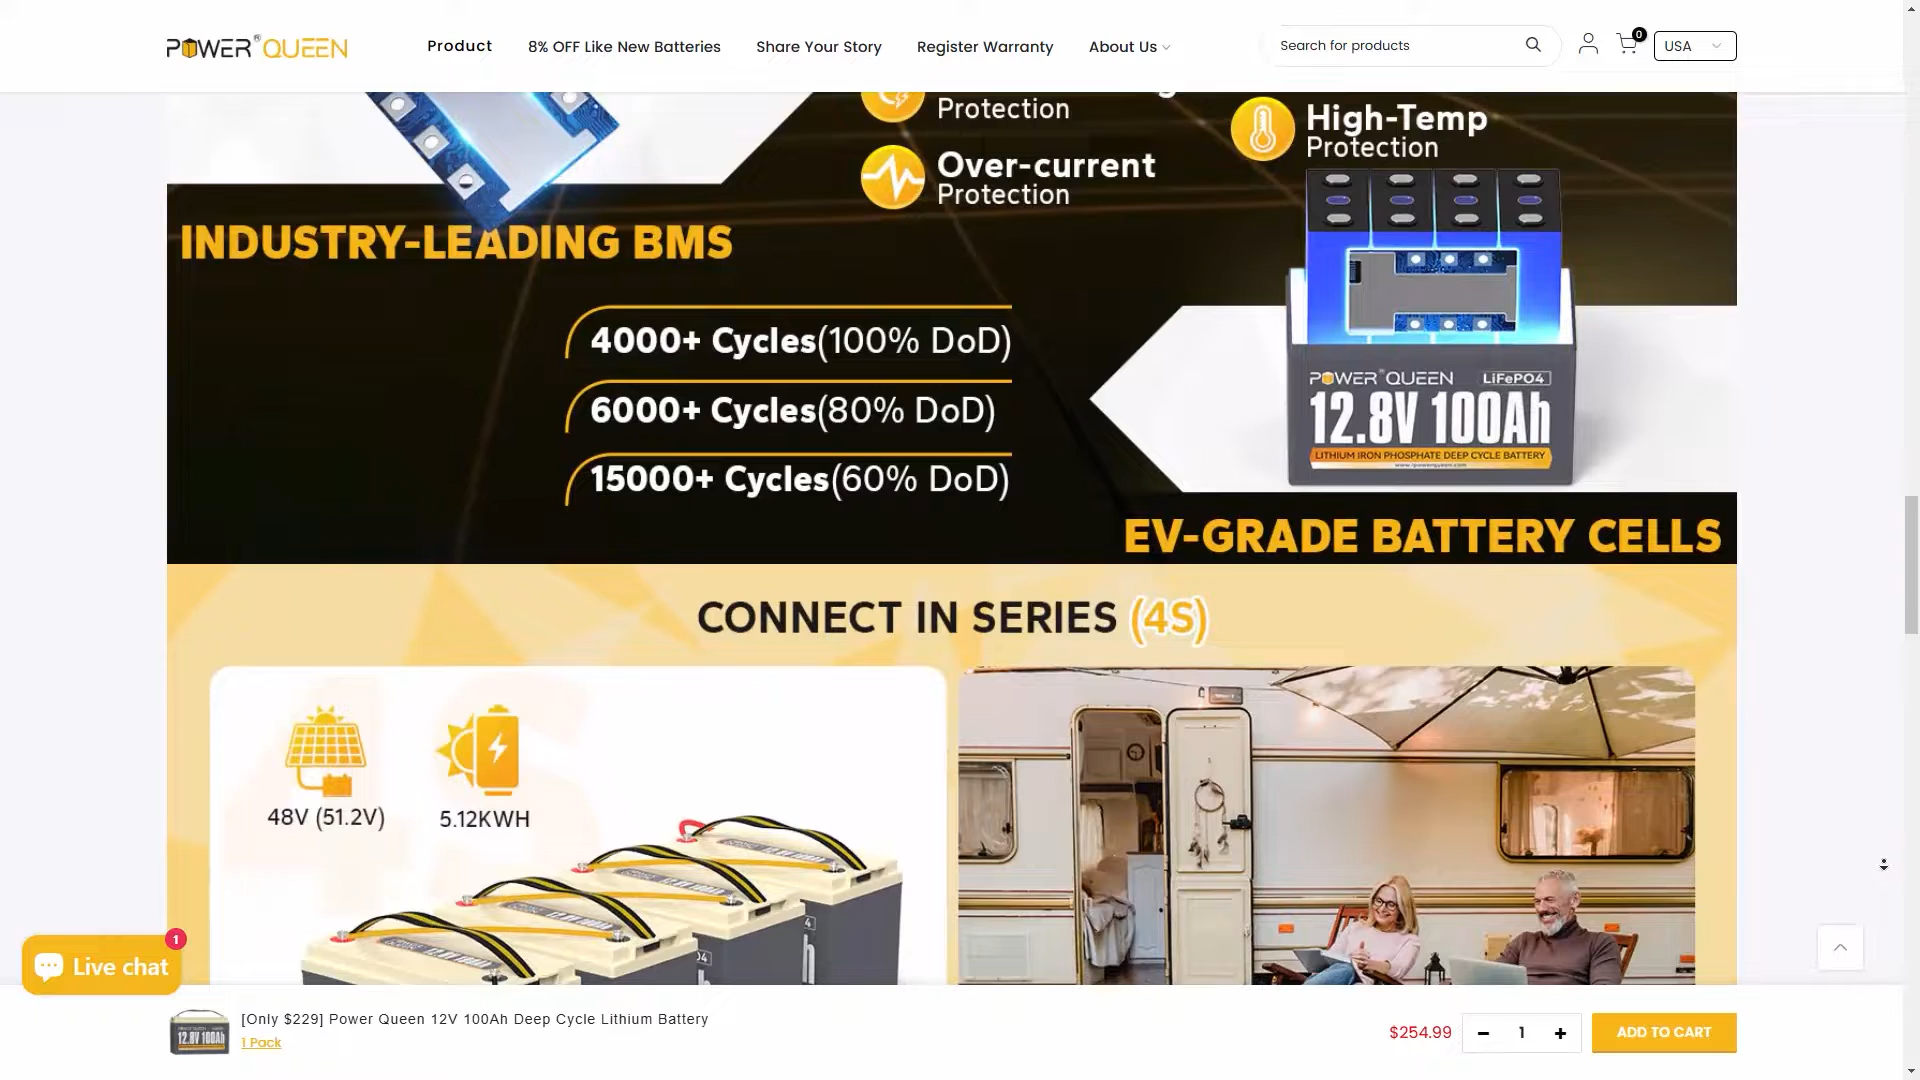 POWER QUEEN
Product
8% OFF Like New Batteries
Share Your Story
Register Warranty
About Us
Search for products
0
USA
Protection
Over-current
Protection
High-Temp
Protection
INDUSTRY-LEADING BMS
4000+ Cycles(100% DoD)
6000+ Cycles(80% DoD)
15000+ Cycles(60% DoD)
POWER QUEEN LiFePO4
12.8V 100Ah
LITHIUM IRON PHOSPHATE DEEP CYCLE BATTERY
EV-GRADE BATTERY CELLS
CONNECT IN SERIES (4S)
48V (51.2V)
5.12KWH
1
Live chat
[Only $229] Power Queen 12V 100Ah Deep Cycle Lithium Battery
1 Pack
12.8V 100Ah
$254.99
- 1 +
ADD TO CART